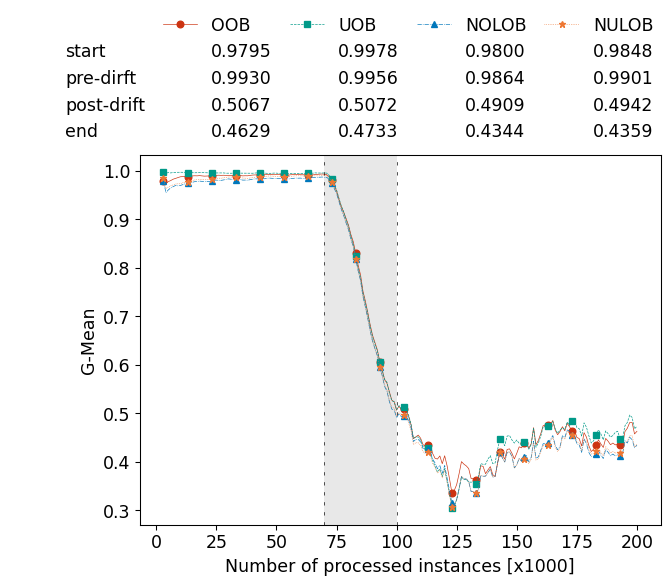 OOB UOB NOLOB NULOB
start 0.9795 0.9978 0.9800 0.9848
pre-dirft 0.9930 0.9956 0.9864 0.9901
post-drift 0.5067 0.5072 0.4909 0.4942
end 0.4629 0.4733 0.4344 0.4359
1.0
0.9
0.8
0.7
0.6
0.5
0.4
0.3
G-Mean
0 25 50 75 100 125 150 175 200
Number of processed instances [x1000]